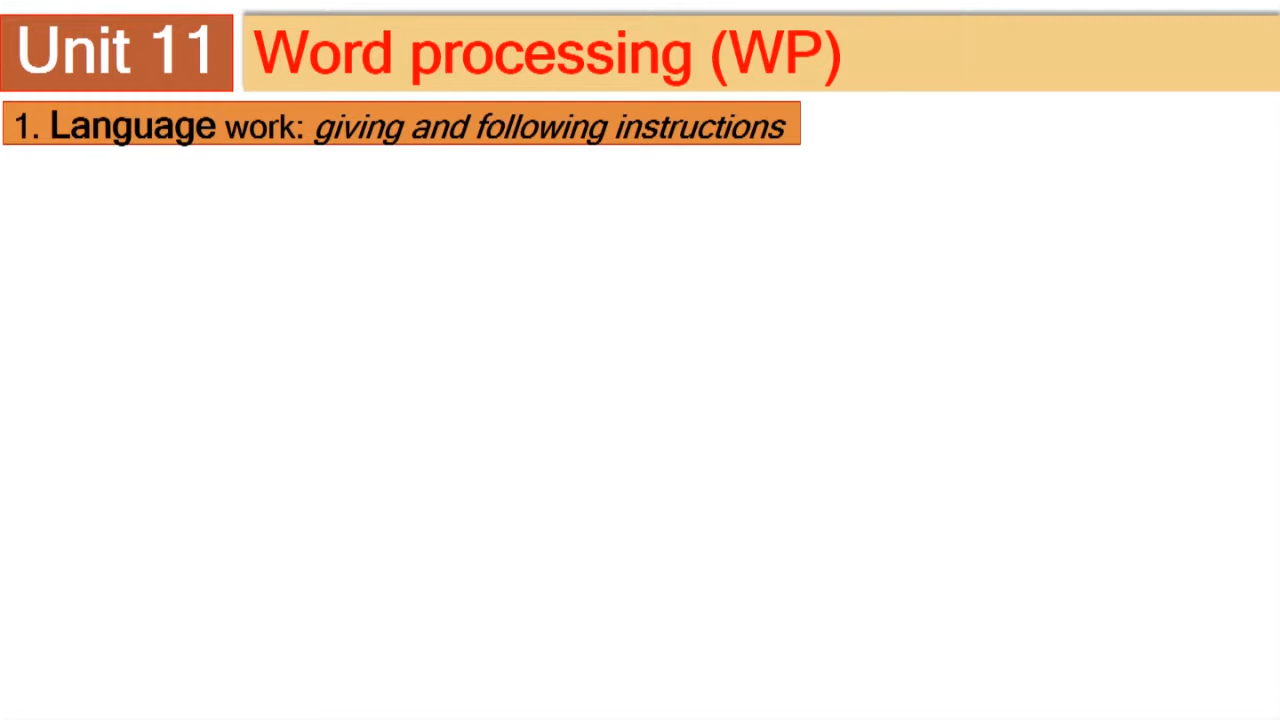 Unit 11 Word processing (WP)
1. Language work: giving and following instructions